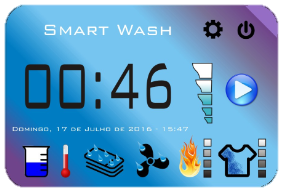 Smart Wash
00:46
Domingo, 17 de julho de 2016 - 15:47